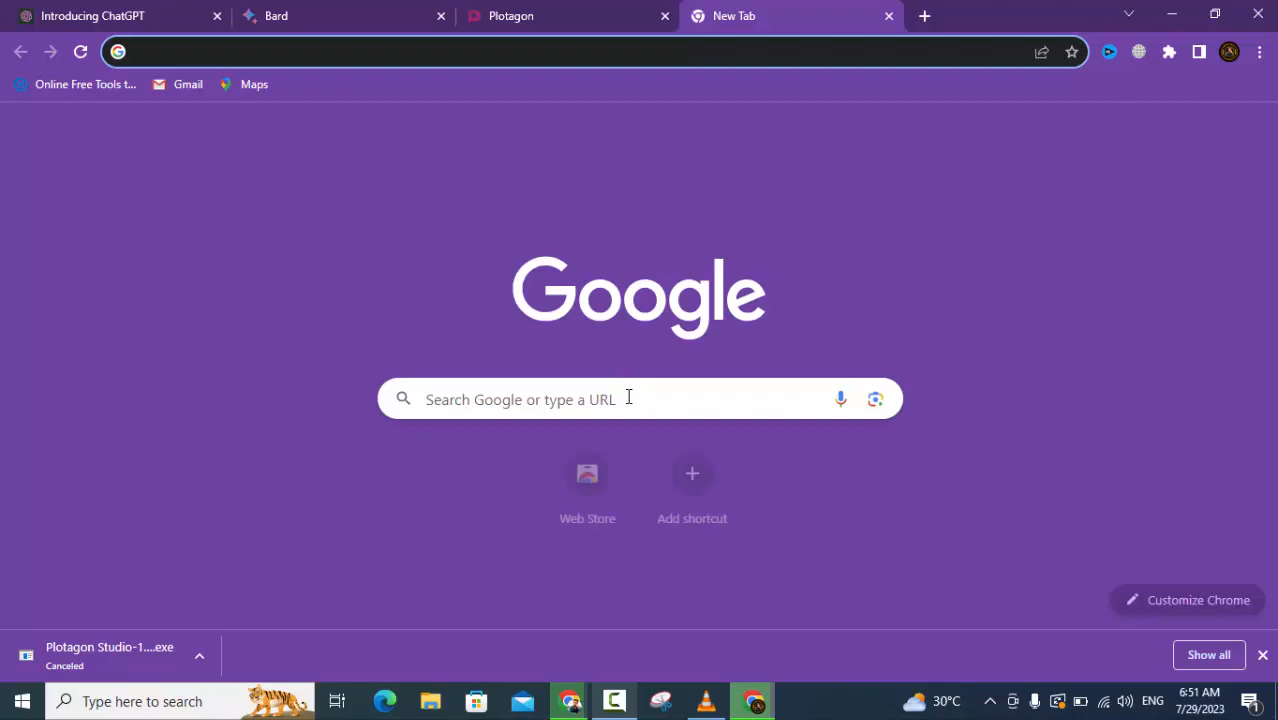 Introducing ChatGPT
Bard
Plotagon
New Tab
Online Free Tools t...
Gmail
Maps
Google
Search Google or type a URL
Web Store
Add shortcut
Customize Chrome
Plotagon Studio-1....exe
Canceled
Show all
Type here to search
30°C
ENG
6:51 AM
7/29/2023
1